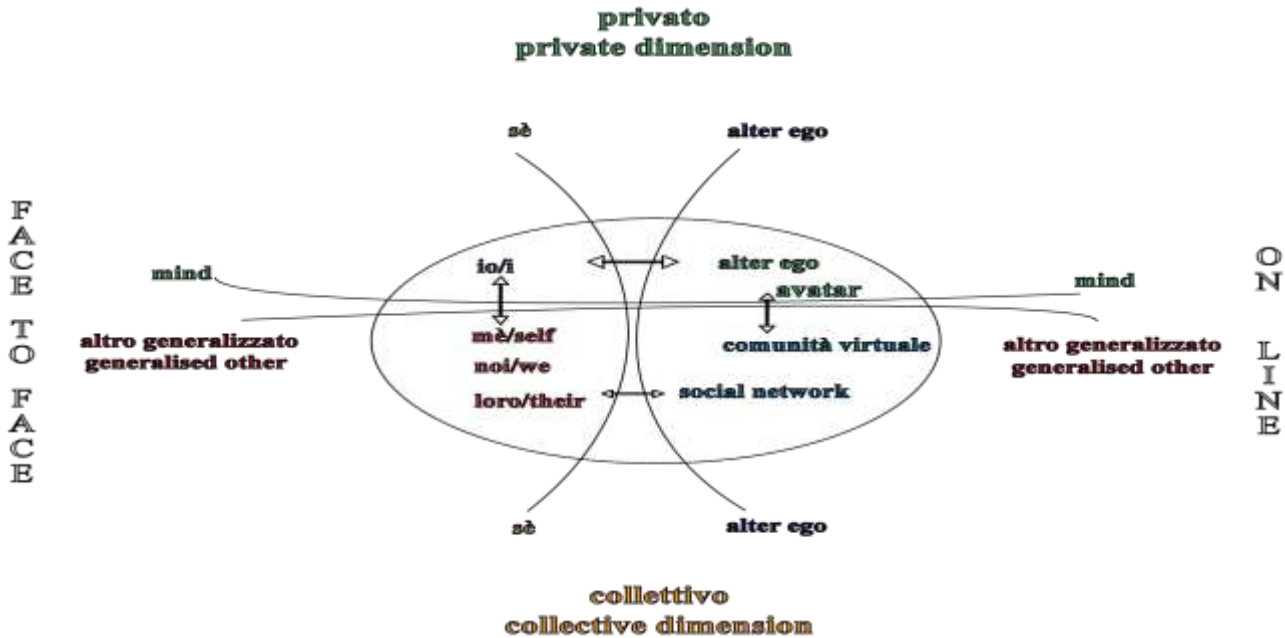 privato
private dimension
sè
alter ego
FACE TO FACE
ON LINE
io/i
alter ego
mind
avatar
mind
altro generalizzato
generalised other
mè/self
comunità virtuale
altro generalizzato
generalised other
noi/we
loro/their
social network
sè
alter ego
collettivo
collective dimension